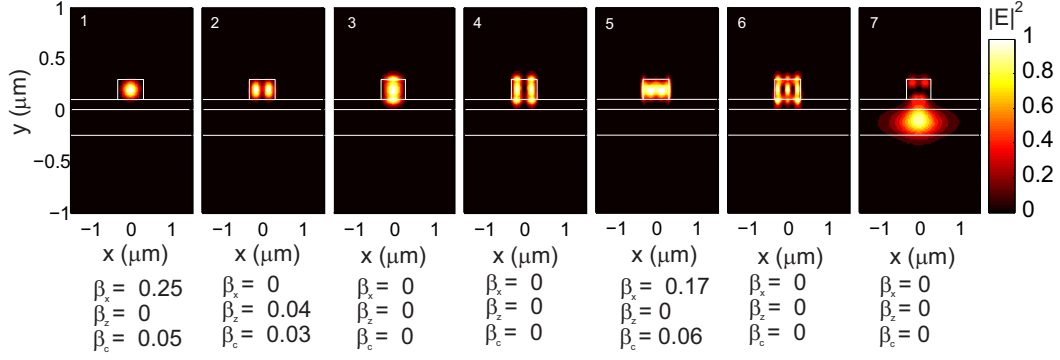 1 2 3 4 5 6 7
|E|²
1
0.5
0
−0.5
−1
y (μm)
1
0.8
0.6
0.4
0.2
0
−1 0 1 −1 0 1 −1 0 1 −1 0 1 −1 0 1 −1 0 1 −1 0 1
x (μm) x (μm) x (μm) x (μm) x (μm) x (μm) x (μm)
βx = 0.25 βx = 0 βx = 0 βx = 0 βx = 0.17 βx = 0 βx = 0
βz = 0 βz = 0.04 βz = 0 βz = 0 βz = 0 βz = 0 βz = 0
βc = 0.05 βc = 0.03 βc = 0 βc = 0 βc = 0.06 βc = 0 βc = 0